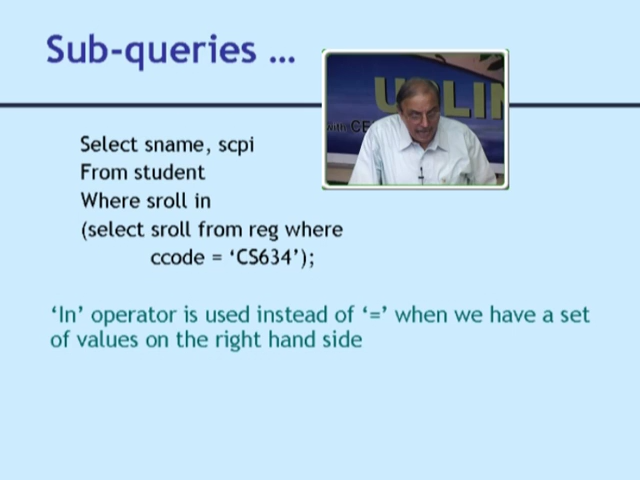 Sub-queries ...
Select sname, scpi
From student
Where sroll in
(select sroll from reg where
ccode = ‘CS634’);
‘In’ operator is used instead of ‘=’ when we have a set
of values on the right hand side
with